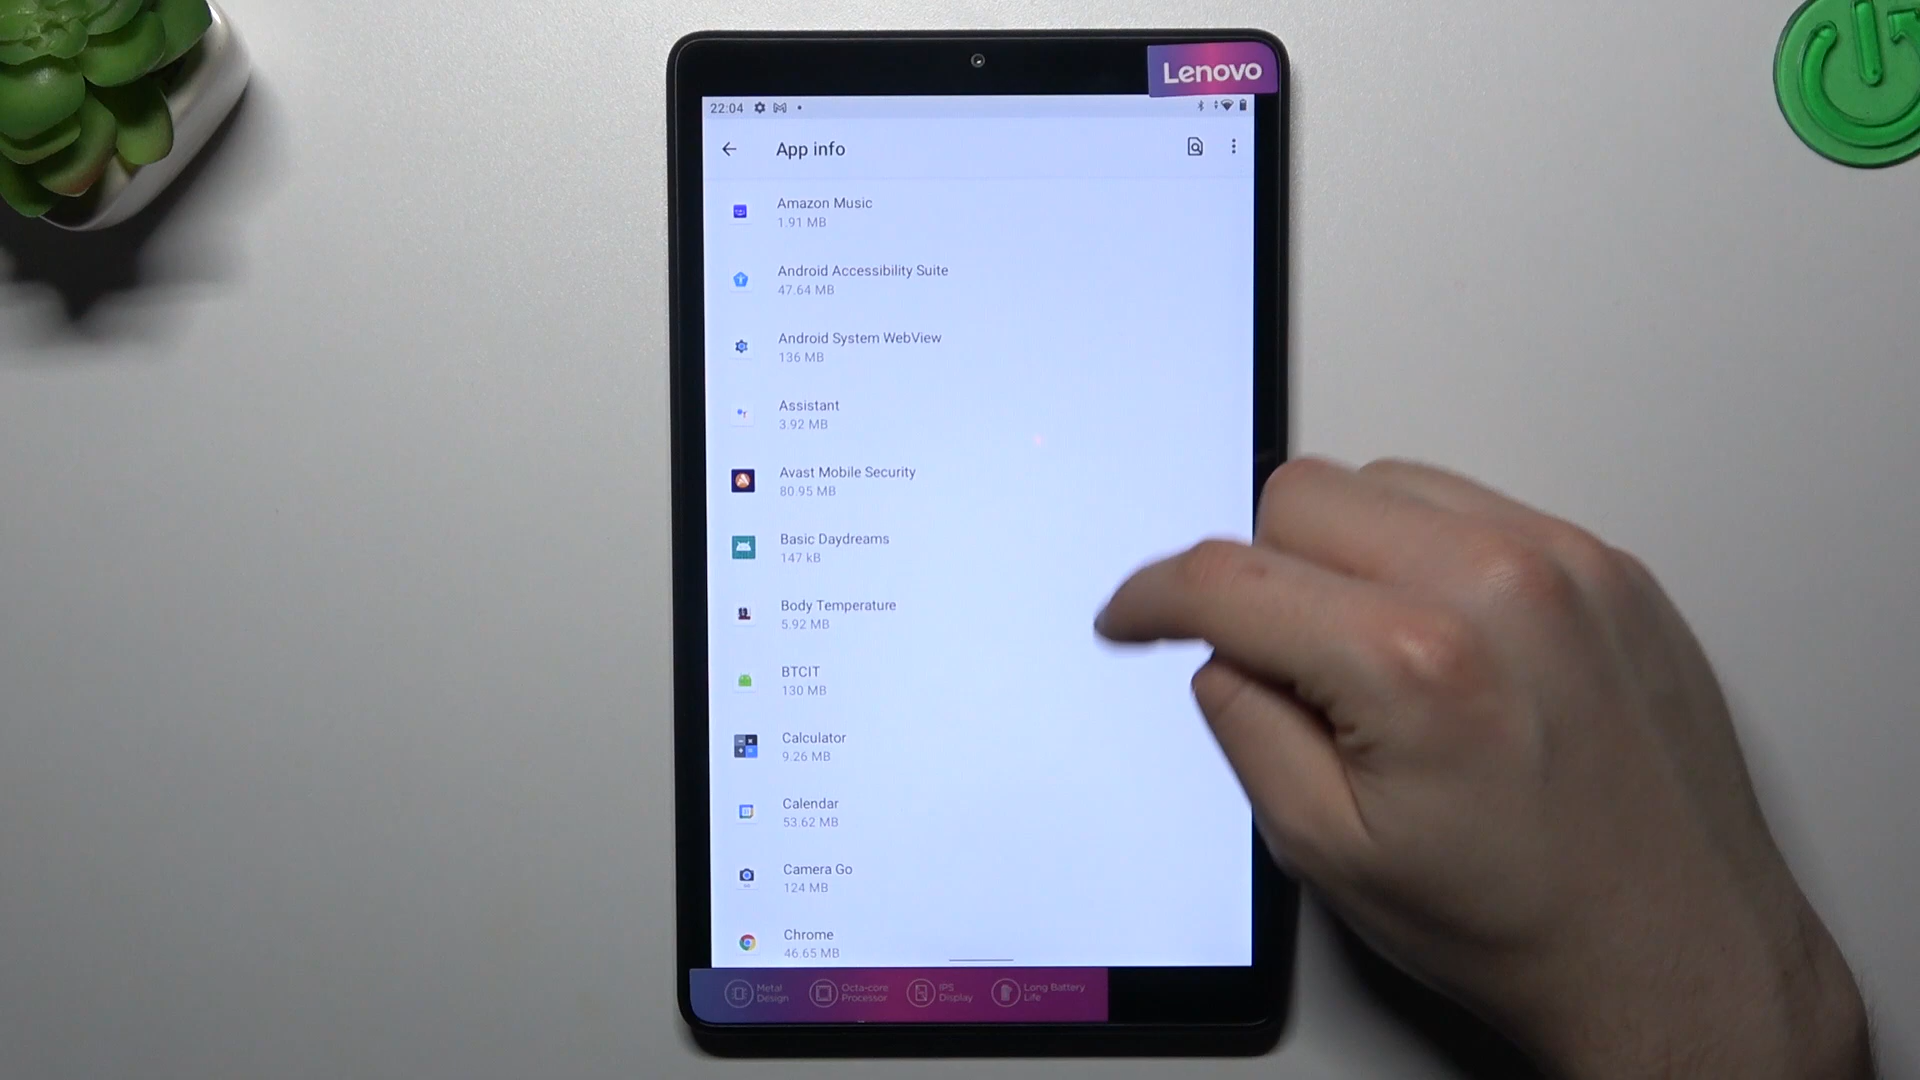 Lenovo
22:04
App info
Amazon Music
1.91 MB
Android Accessibility Suite
47.64 MB
Android System WebView
136 MB
Assistant
3.92 MB
Avast Mobile Security
80.95 MB
Basic Daydreams
147 kB
Body Temperature
5.92 MB
BTCIT
130 MB
Calculator
9.26 MB
Calendar
53.62 MB
Camera Go
124 MB
Chrome
46.65 MB
Metal
Design
Octa-core
Processor
IPS
Display
Long Battery
Life